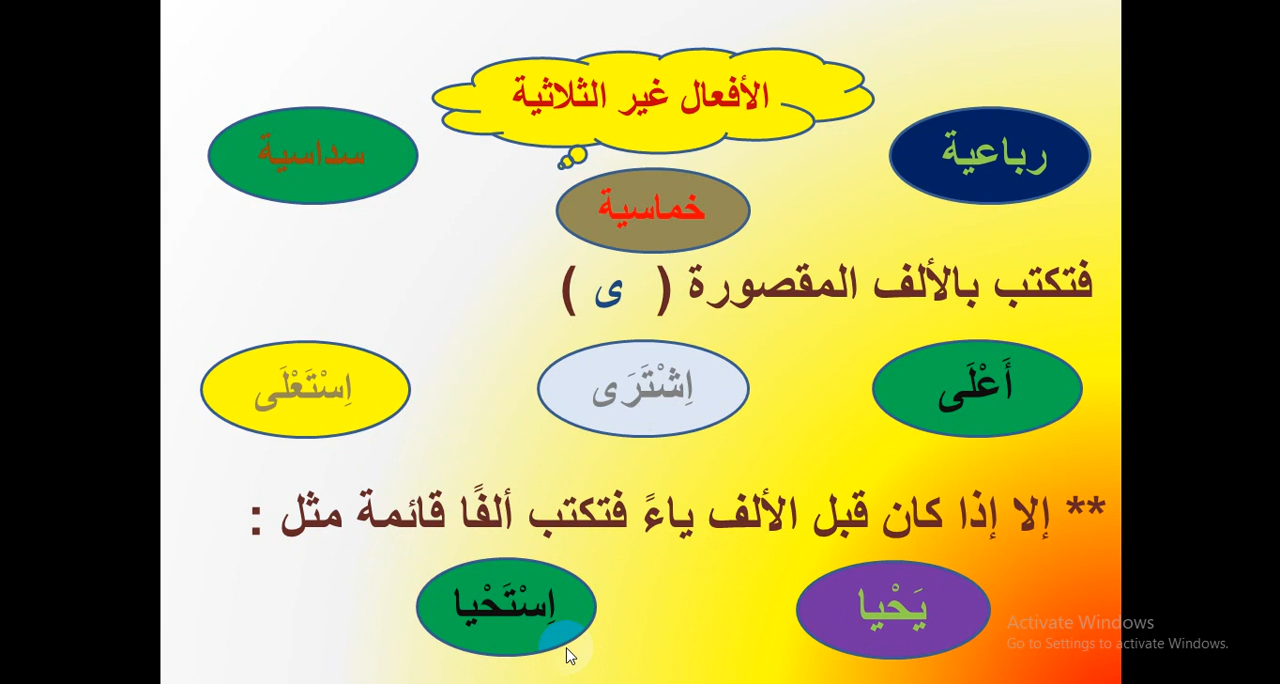 الأفعال غير الثلاثية
رباعية
خماسية
سداسية
فتكتب بالألف المقصورة ( ى )
أَعْلَى
اِشْتَرَى
اِسْتَعْلَى
** إلا إذا كان قبل الألف ياءً فتكتب ألفًا قائمة مثل :
يَحْيا
اِسْتَحْيا
Activate Windows
Go to Settings to activate Windows.